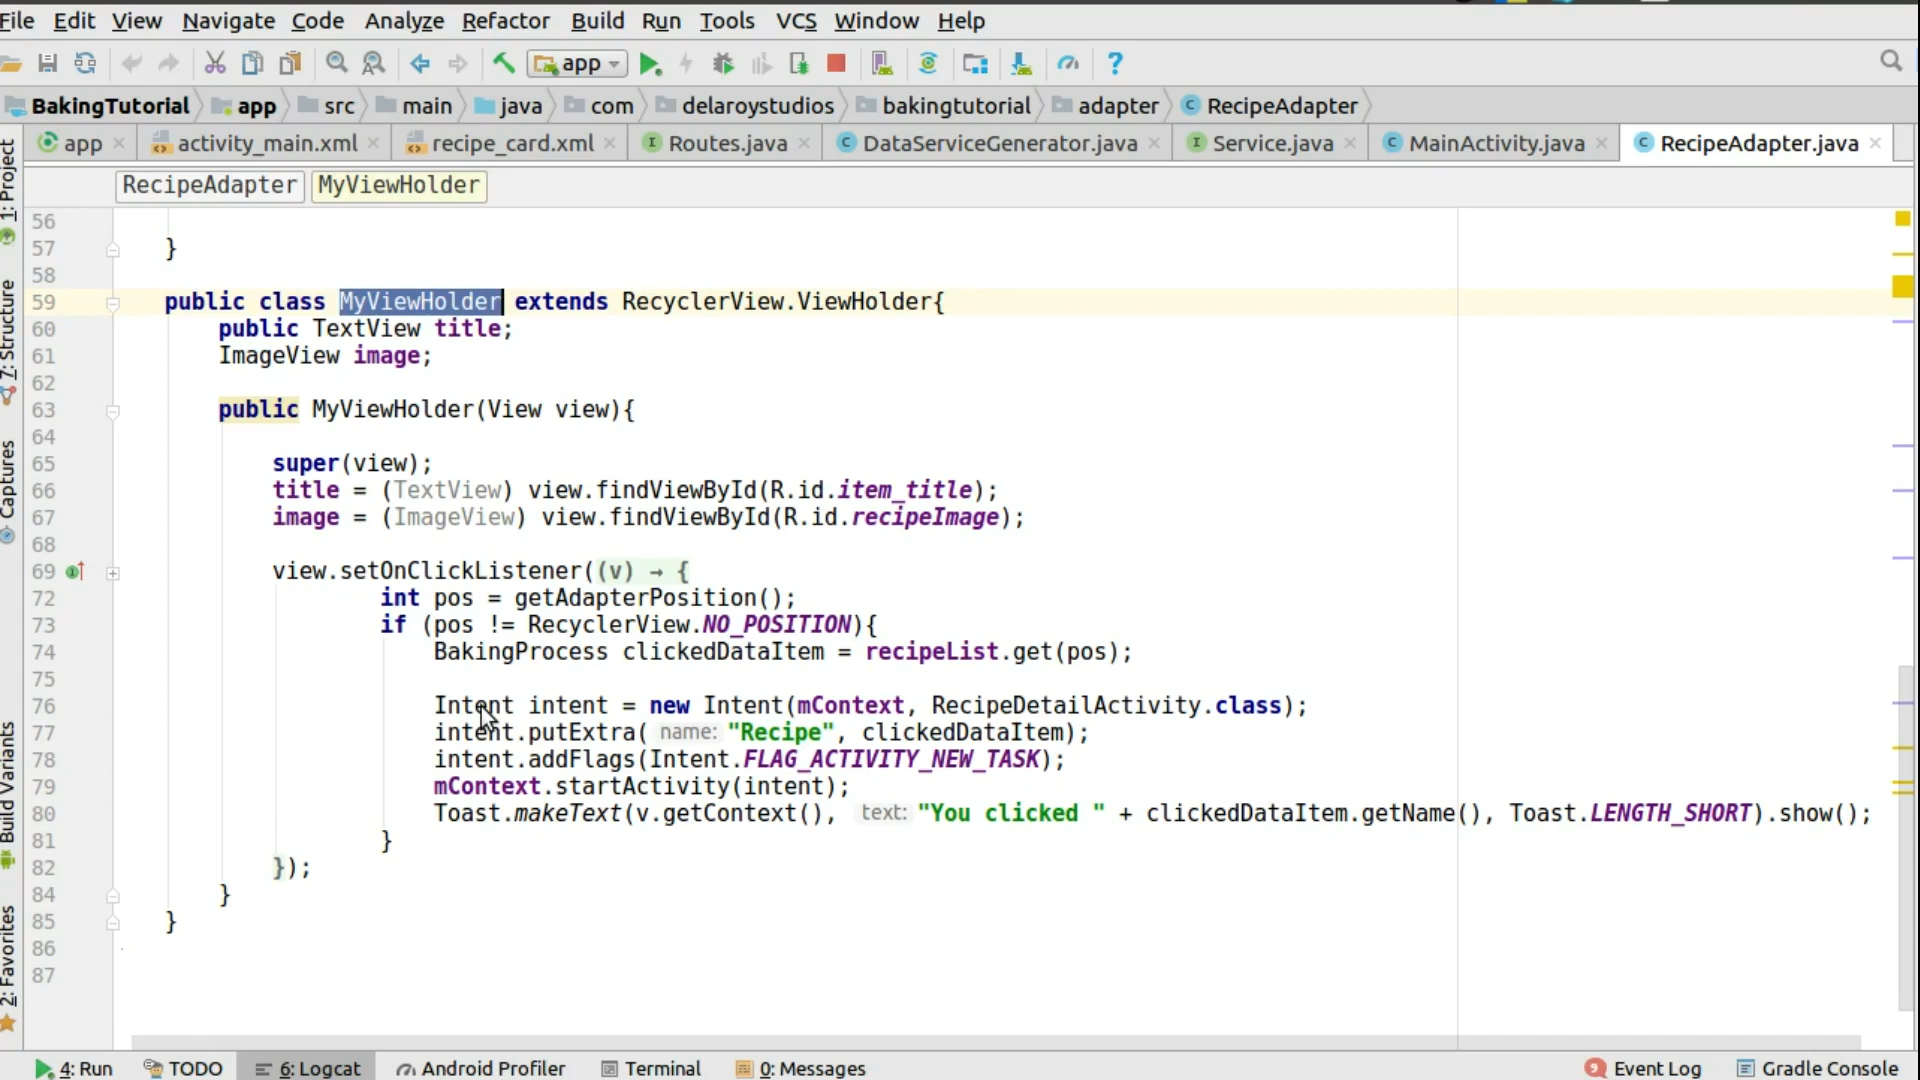 File Edit View Navigate Code Analyze Refactor Build Run Tools VCS Window Help
app
BakingTutorial app src main java com delaroystudios bakingtutorial adapter RecipeAdapter
app activity_main.xml recipe_card.xml Routes.java DataServiceGenerator.java Service.java MainActivity.java RecipeAdapter.java
RecipeAdapter MyViewHolder
1: Project
7: Structure
Captures
Build Variants
2: Favorites
56
57 }
58
59 public class MyViewHolder extends RecyclerView.ViewHolder{
60 public TextView title;
61 ImageView image;
62
63 public MyViewHolder(View view){
64
65 super(view);
66 title = (TextView) view.findViewById(R.id.item_title);
67 image = (ImageView) view.findViewById(R.id.recipeImage);
68
69 view.setOnClickListener((v) → {
72 int pos = getAdapterPosition();
73 if (pos != RecyclerView.NO_POSITION){
74 BakingProcess clickedDataItem = recipeList.get(pos);
75
76 Intent intent = new Intent(mContext, RecipeDetailActivity.class);
77 intent.putExtra( name: "Recipe", clickedDataItem);
78 intent.addFlags(Intent.FLAG_ACTIVITY_NEW_TASK);
79 mContext.startActivity(intent);
80 Toast.makeText(v.getContext(), text: "You clicked " + clickedDataItem.getName(), Toast.LENGTH_SHORT).show();
81 }
82 });
84 }
85 }
86
87
4: Run TODO 6: Logcat Android Profiler Terminal 0: Messages 9 Event Log Gradle Console